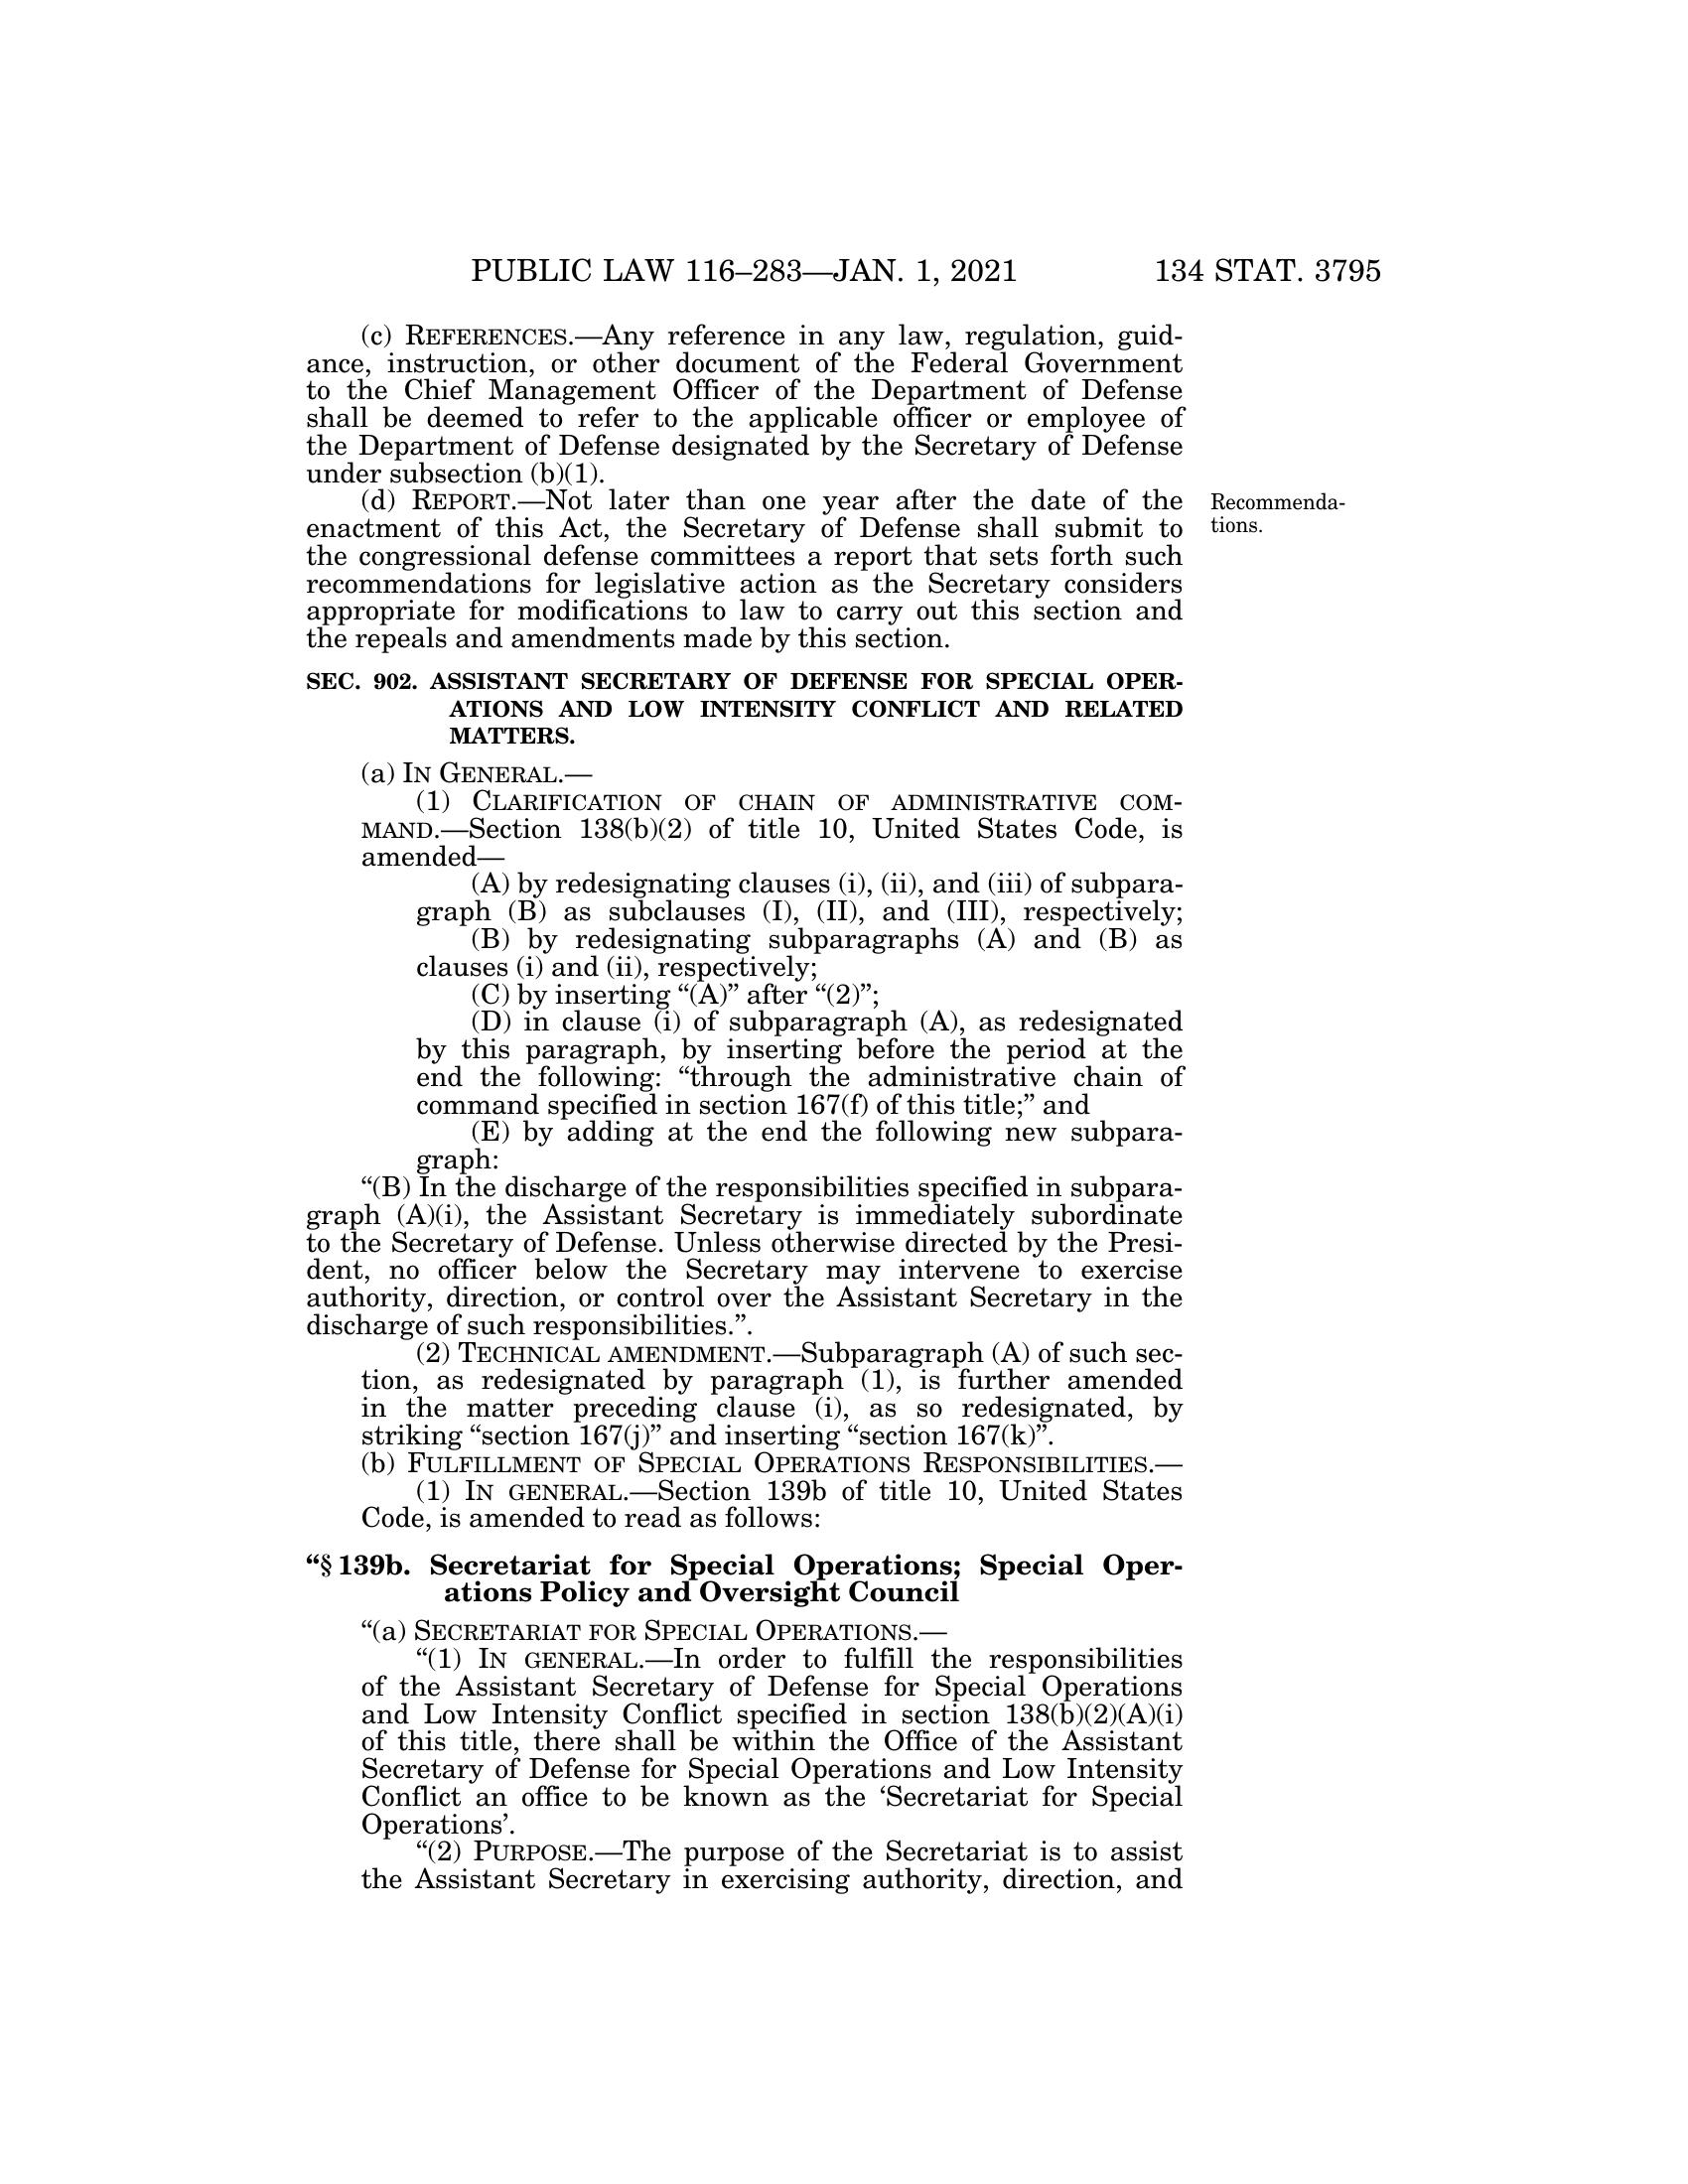 PUBLIC LAW 116–283—JAN. 1, 2021 134 STAT. 3795
(c) REFERENCES.—Any reference in any law, regulation, guid-
ance, instruction, or other document of the Federal Government
to the Chief Management Officer of the Department of Defense
shall be deemed to refer to the applicable officer or employee of
the Department of Defense designated by the Secretary of Defense
under subsection (b)(1).
(d) REPORT.—Not later than one year after the date of the
enactment of this Act, the Secretary of Defense shall submit to
the congressional defense committees a report that sets forth such
recommendations for legislative action as the Secretary considers
appropriate for modifications to law to carry out this section and
the repeals and amendments made by this section.
Recommenda-
tions.
SEC. 902. ASSISTANT SECRETARY OF DEFENSE FOR SPECIAL OPER-
ATIONS AND LOW INTENSITY CONFLICT AND RELATED
MATTERS.
(a) IN GENERAL.—
(1) CLARIFICATION OF CHAIN OF ADMINISTRATIVE COM-
MAND.—Section 138(b)(2) of title 10, United States Code, is
amended—
(A) by redesignating clauses (i), (ii), and (iii) of subpara-
graph (B) as subclauses (I), (II), and (III), respectively;
(B) by redesignating subparagraphs (A) and (B) as
clauses (i) and (ii), respectively;
(C) by inserting “(A)” after “(2)”;
(D) in clause (i) of subparagraph (A), as redesignated
by this paragraph, by inserting before the period at the
end the following: “through the administrative chain of
command specified in section 167(f) of this title;” and
(E) by adding at the end the following new subpara-
graph:
“(B) In the discharge of the responsibilities specified in subpara-
graph (A)(i), the Assistant Secretary is immediately subordinate
to the Secretary of Defense. Unless otherwise directed by the Presi-
dent, no officer below the Secretary may intervene to exercise
authority, direction, or control over the Assistant Secretary in the
discharge of such responsibilities.”.
(2) TECHNICAL AMENDMENT.—Subparagraph (A) of such sec-
tion, as redesignated by paragraph (1), is further amended
in the matter preceding clause (i), as so redesignated, by
striking “section 167(j)” and inserting “section 167(k)”.
(b) FULFILLMENT OF SPECIAL OPERATIONS RESPONSIBILITIES.—
(1) IN GENERAL.—Section 139b of title 10, United States
Code, is amended to read as follows:
“§ 139b. Secretariat for Special Operations; Special Oper-
ations Policy and Oversight Council
“(a) SECRETARIAT FOR SPECIAL OPERATIONS.—
“(1) IN GENERAL.—In order to fulfill the responsibilities
of the Assistant Secretary of Defense for Special Operations
and Low Intensity Conflict specified in section 138(b)(2)(A)(i)
of this title, there shall be within the Office of the Assistant
Secretary of Defense for Special Operations and Low Intensity
Conflict an office to be known as the ‘Secretariat for Special
Operations’.
“(2) PURPOSE.—The purpose of the Secretariat is to assist
the Assistant Secretary in exercising authority, direction, and